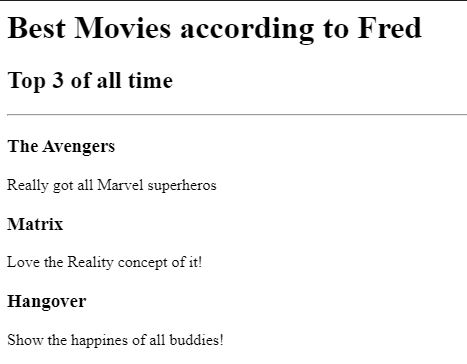 Best Movies according to Fred
Top 3 of all time
The Avengers
Really got all Marvel superheros
Matrix
Love the Reality concept of it!
Hangover
Show the happines of all buddies!